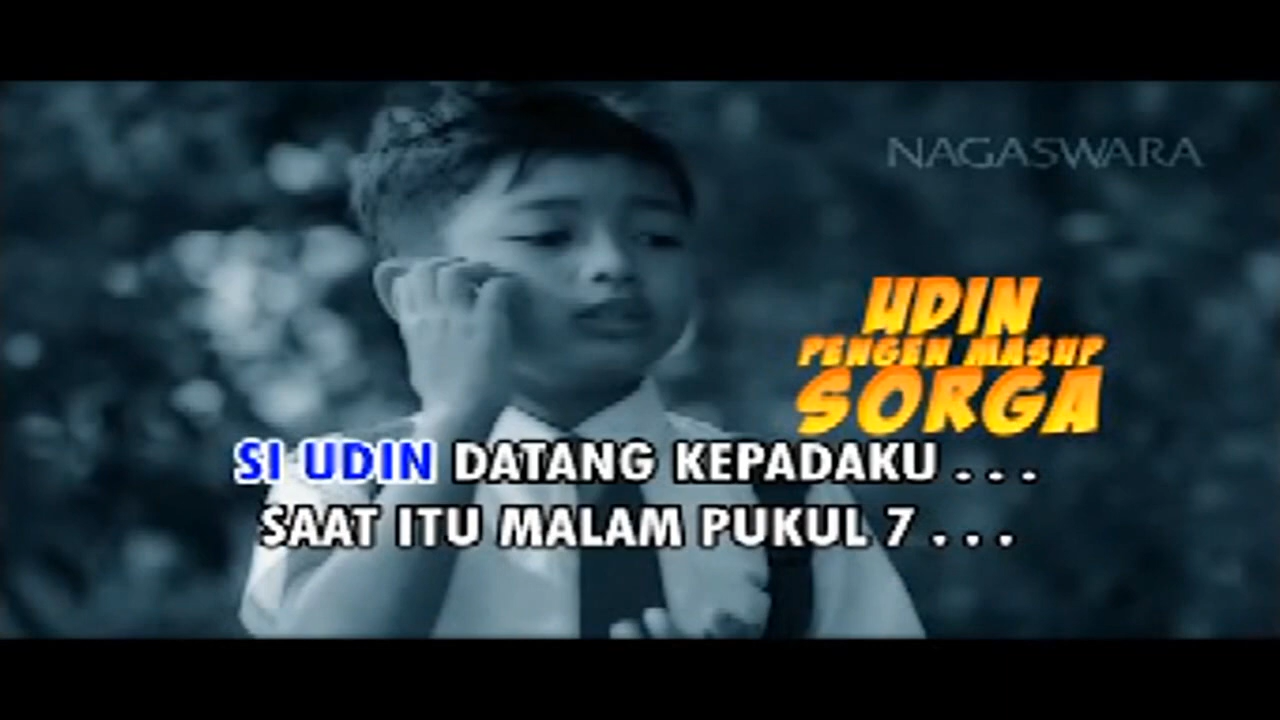 NAGASWARA
UDIN
PENGEN MASUP
SORGA
SI UDIN DATANG KEPADAKU . . .
SAAT ITU MALAM PUKUL 7 . . .